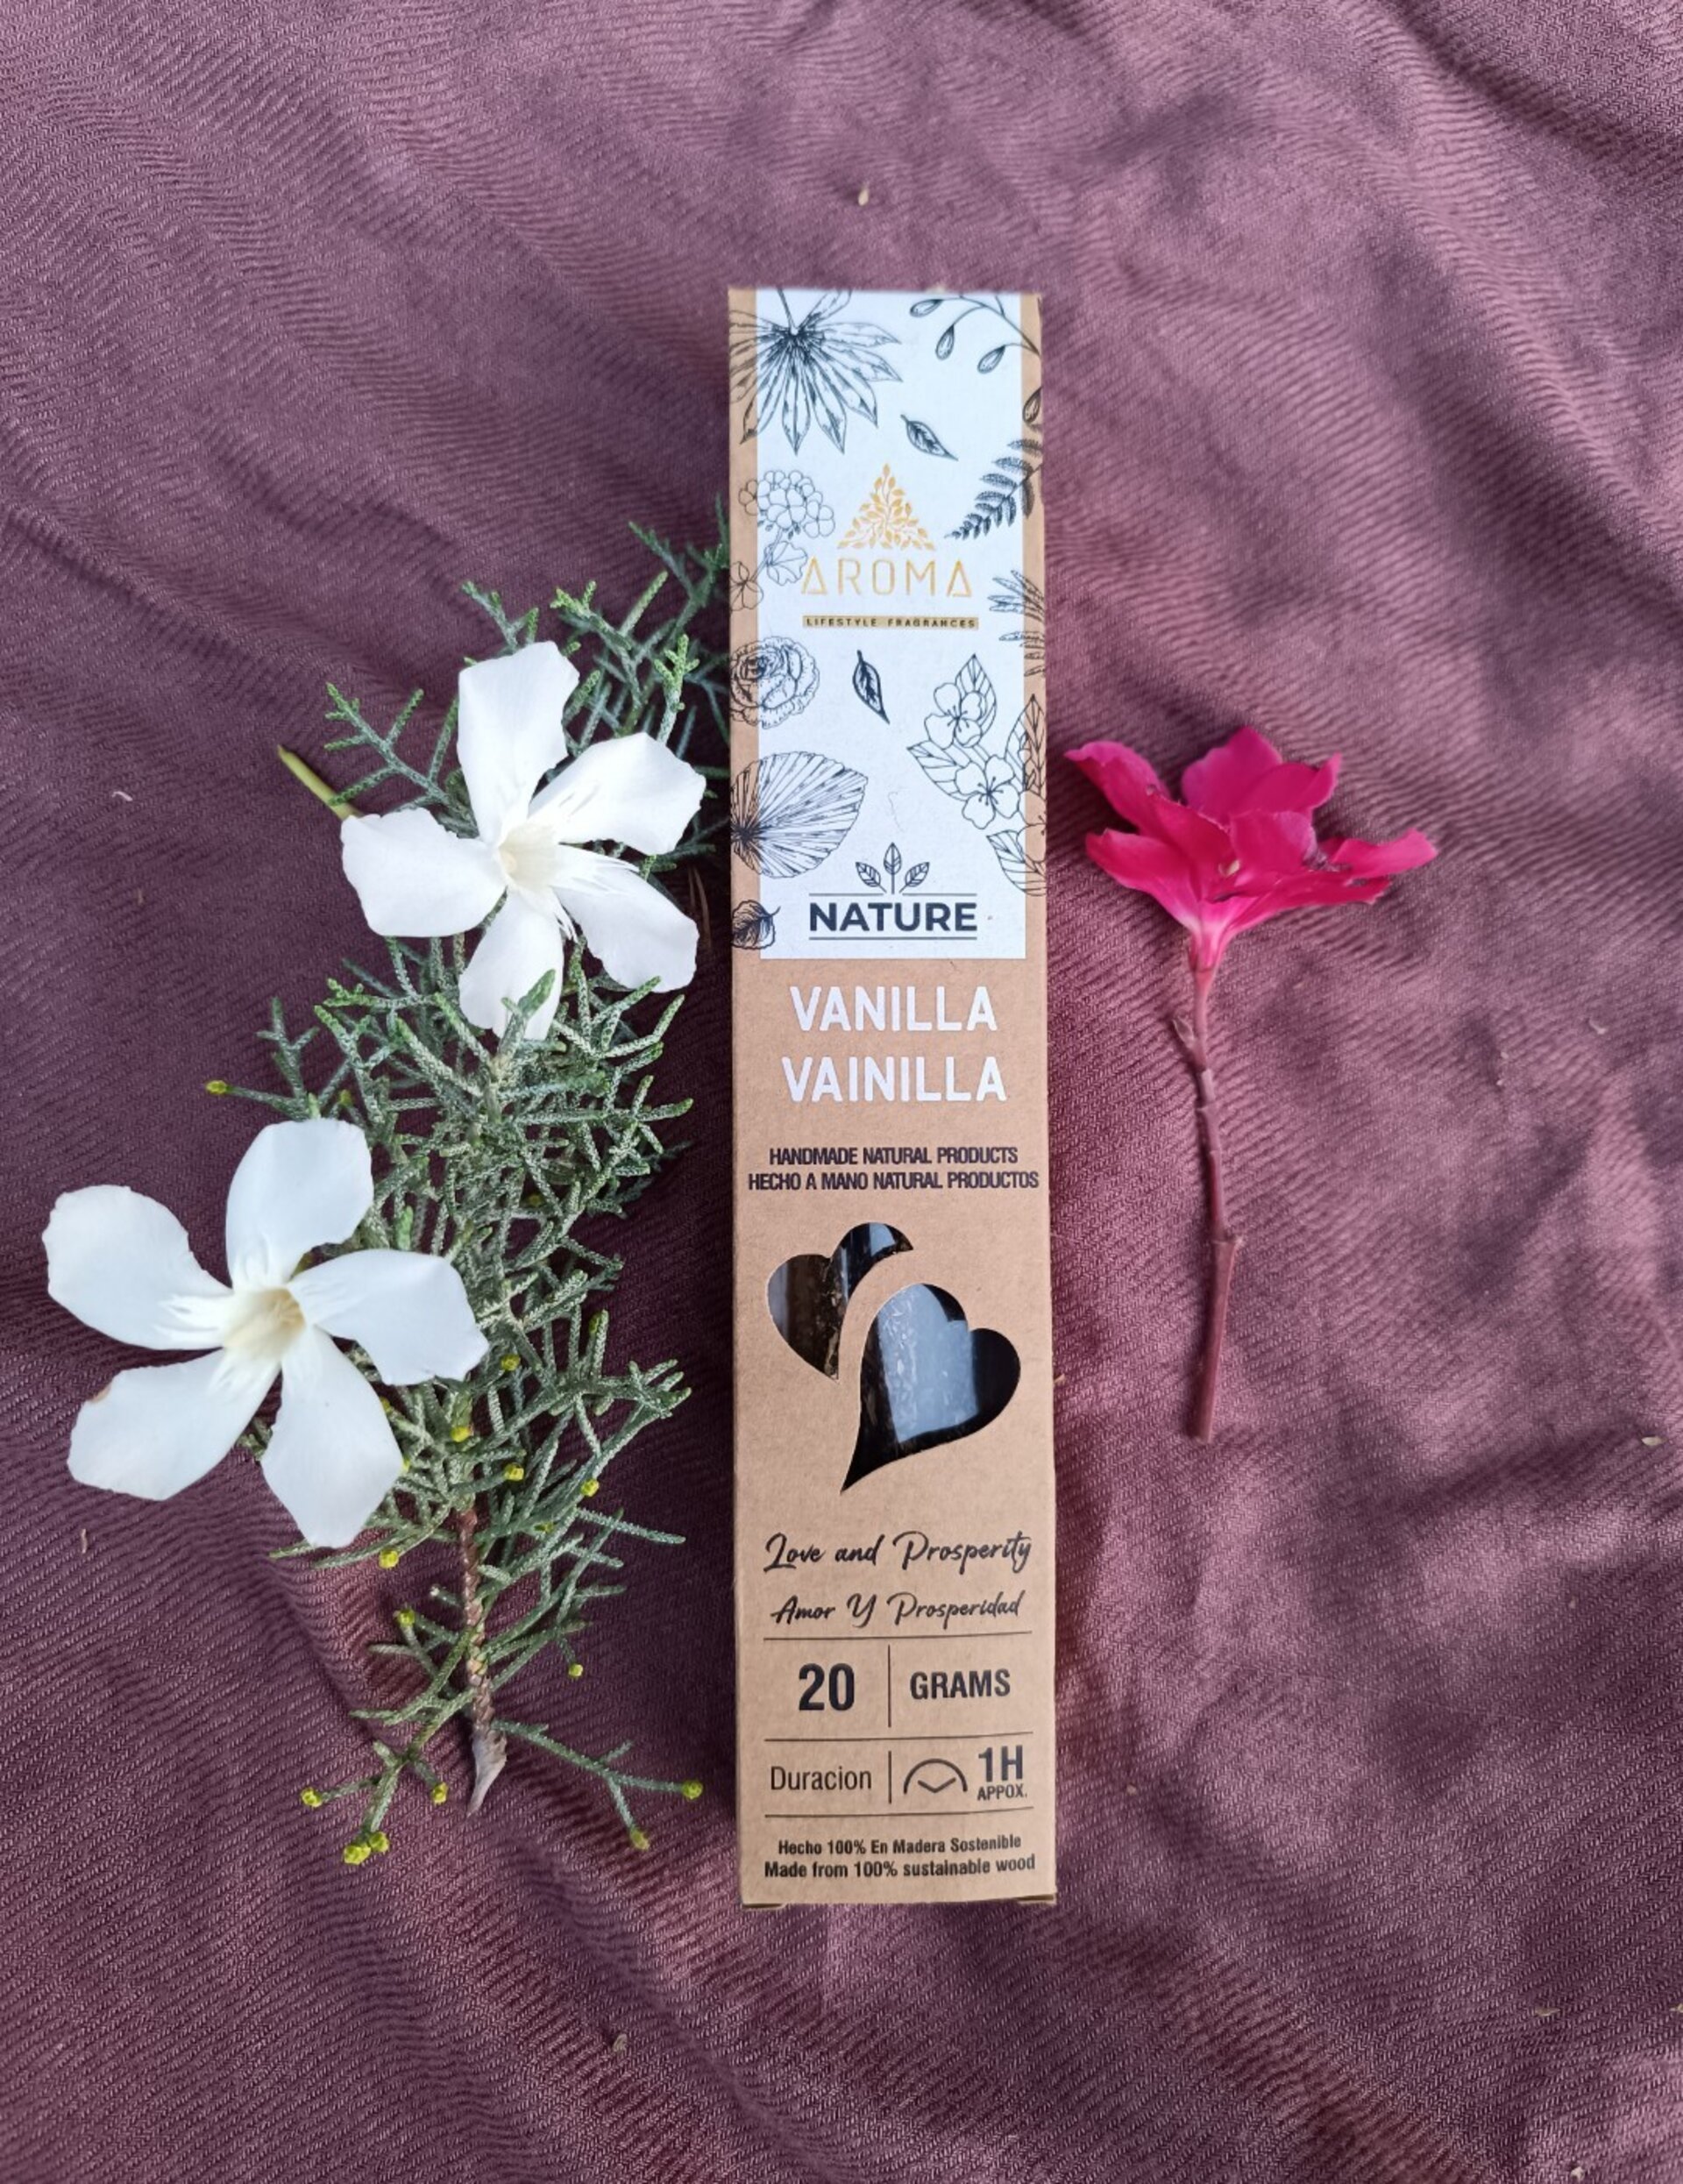 AROMA
LIFESTYLE FRAGRANCES
NATURE
VANILLA
VAINILLA
HANDMADE NATURAL PRODUCTS
HECHO A MANO NATURAL PRODUCTOS
Love and Prosperity
Amor Y Prosperidad
20 GRAMS
Duracion 1H
APPOX.
Hecho 100% En Madera Sostenible
Made from 100% sustainable wood